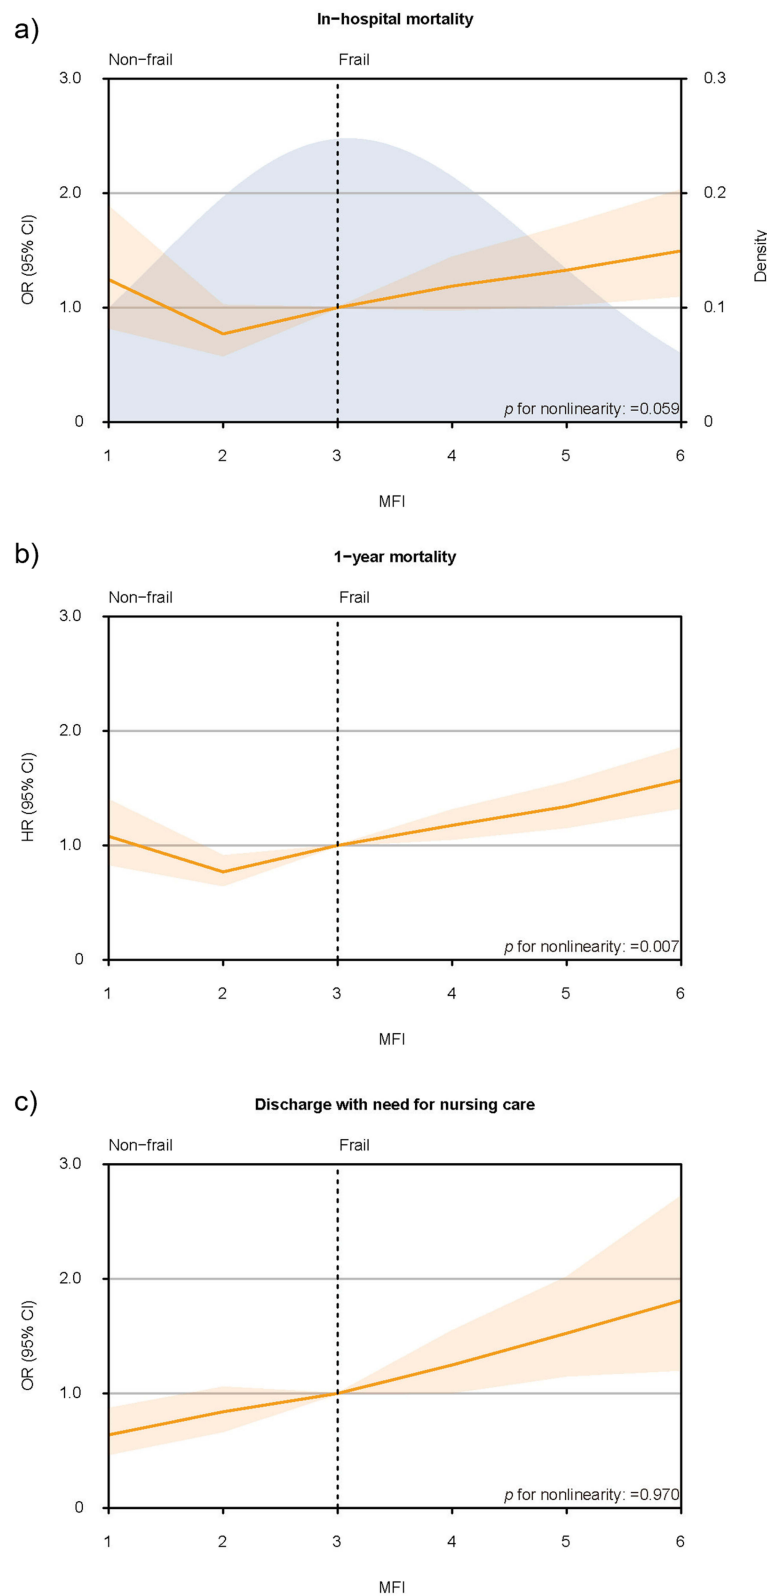 a)
In-hospital mortality
Non-frail Frail
3.0 0.3
2.0 0.2
OR (95% CI) Density
1.0 0.1
p for nonlinearity: =0.059
0 0
1 2 3 4 5 6
MFI
b)
1-year mortality
Non-frail Frail
3.0
2.0
HR (95% CI)
1.0
p for nonlinearity: =0.007
0
1 2 3 4 5 6
MFI
c)
Discharge with need for nursing care
Non-frail Frail
3.0
2.0
OR (95% CI)
1.0
p for nonlinearity: =0.970
0
1 2 3 4 5 6
MFI